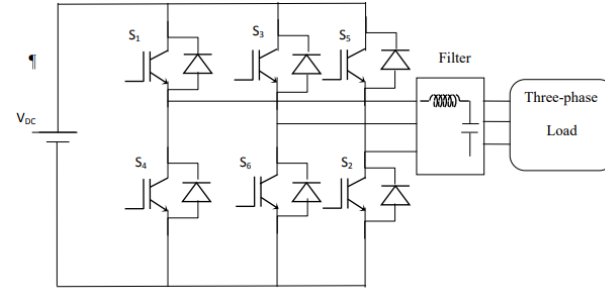 S1
S3
S5
¶
Filter
VDC
Three-phase
Load
S4
S6
S2